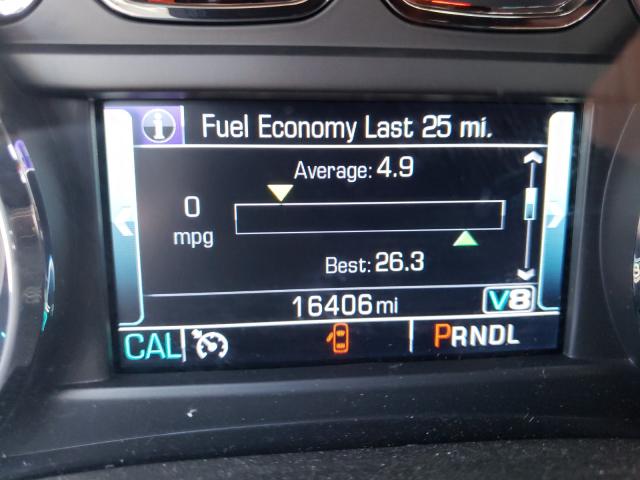 Fuel Economy Last 25 mi.
Average: 4.9
0
mpg
Best: 26.3
16406 mi
V8
CAL
PRNDL